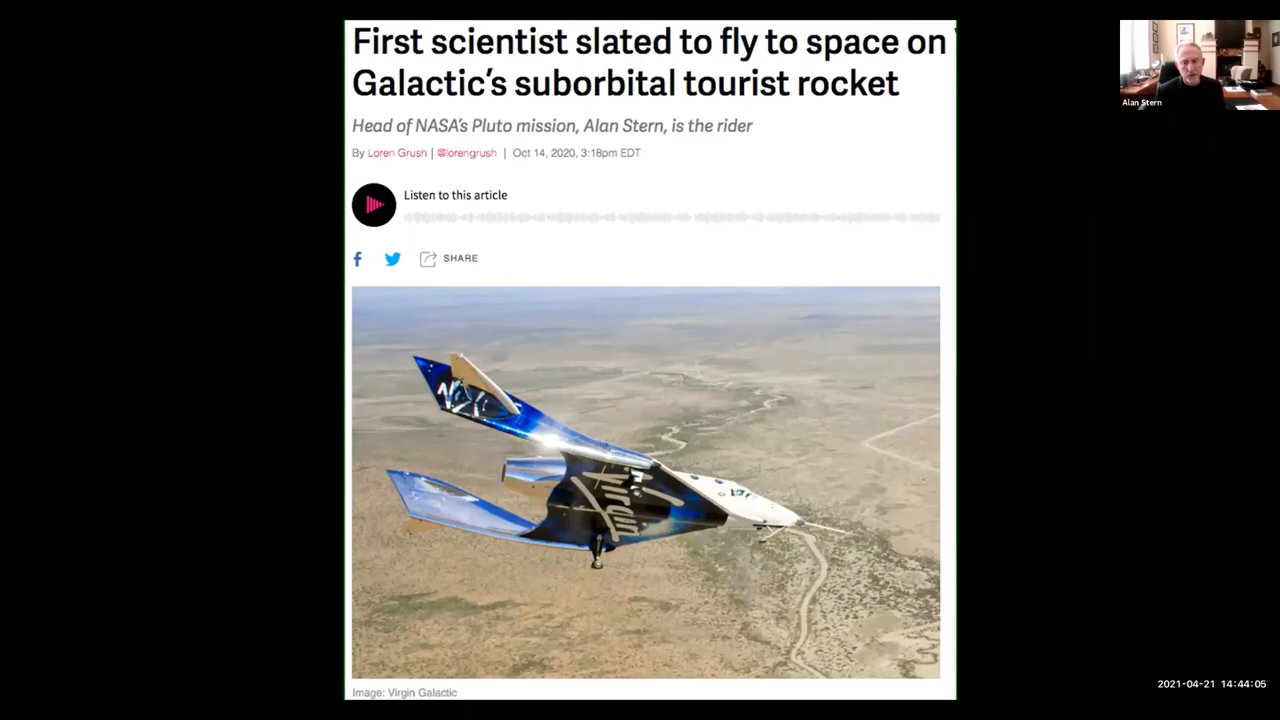 First scientist slated to fly to space on
Galactic's suborbital tourist rocket
Head of NASA's Pluto mission, Alan Stern, is the rider
By Loren Grush | @lorengrush | Oct 14, 2020, 3:18pm EDT
Listen to this article
SHARE
virgin
Image: Virgin Galactic
Alan Stern
2021-04-21 14:44:05